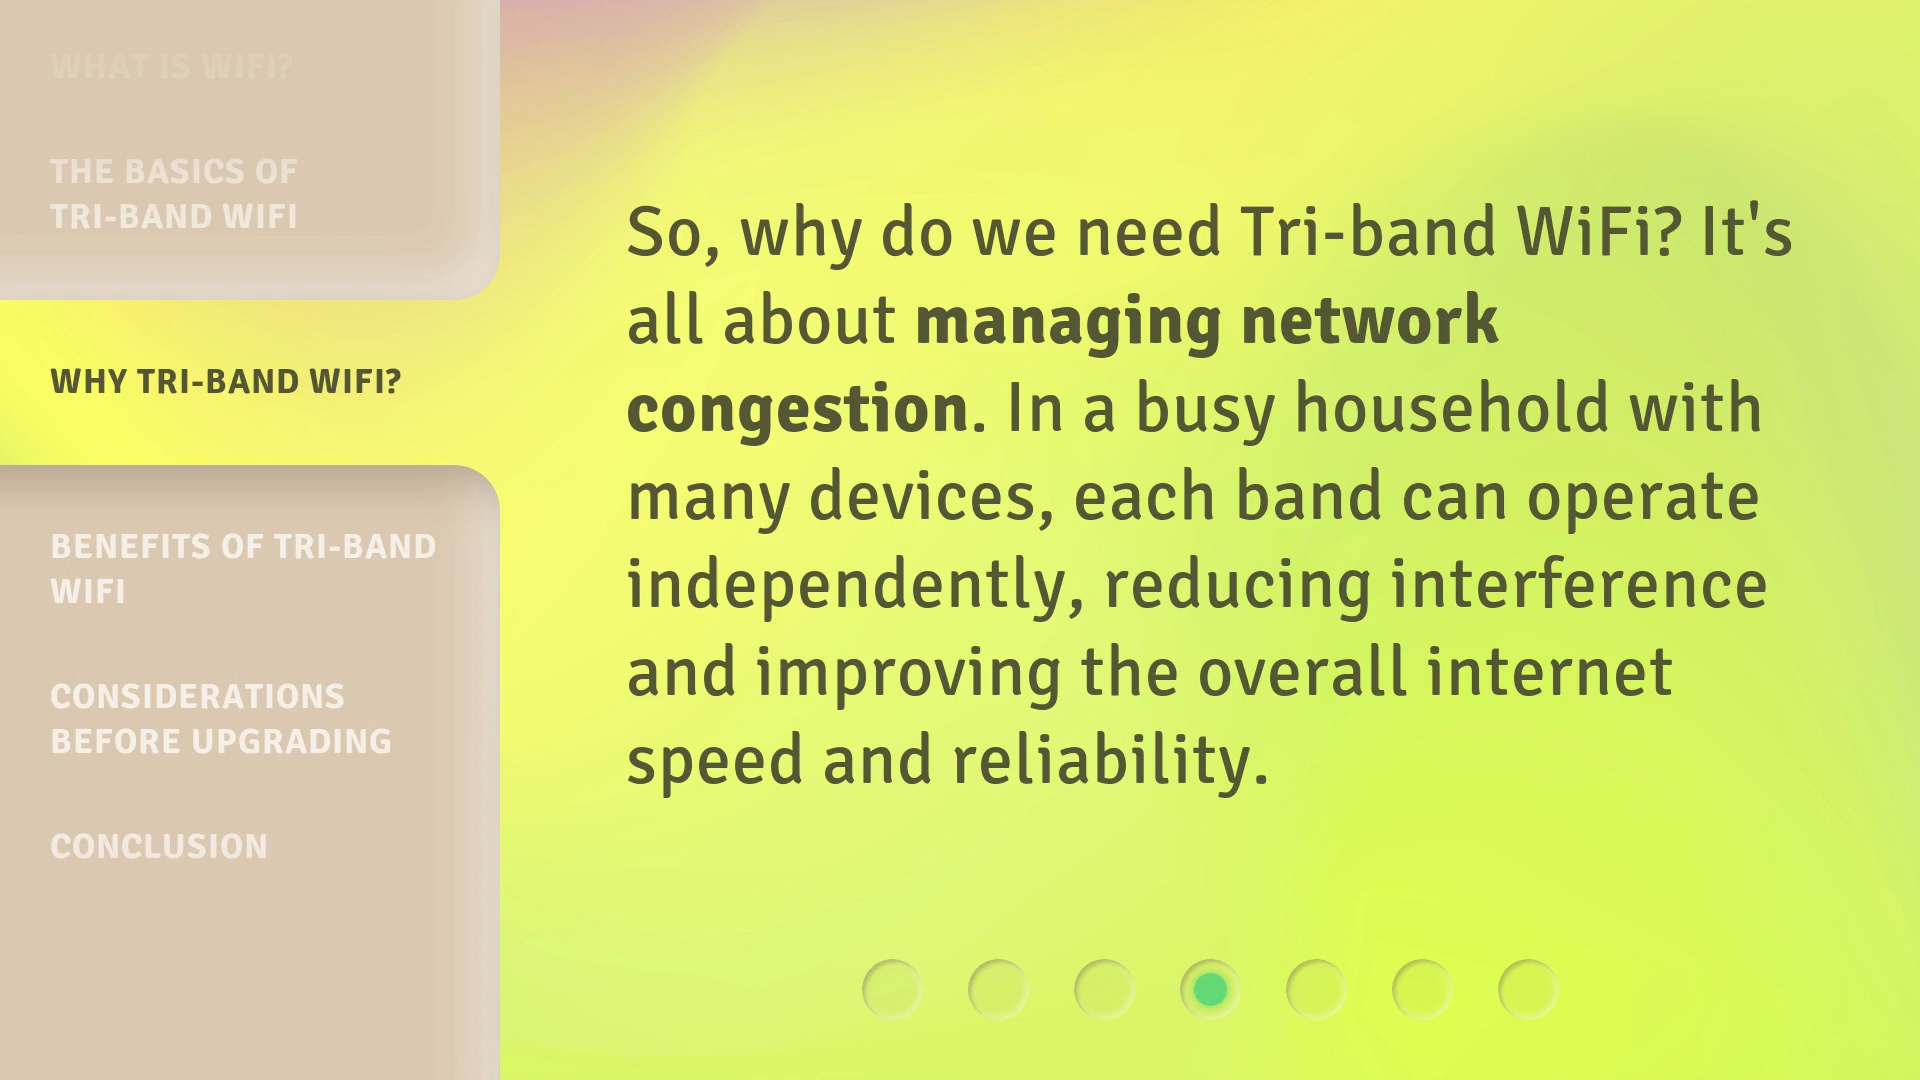 WHAT IS WIFI?
THE BASICS OF
TRI-BAND WIFI
WHY TRI-BAND WIFI?
BENEFITS OF TRI-BAND
WIFI
CONSIDERATIONS
BEFORE UPGRADING
CONCLUSION
So, why do we need Tri-band WiFi? It's
all about managing network
congestion. In a busy household with
many devices, each band can operate
independently, reducing interference
and improving the overall internet
speed and reliability.